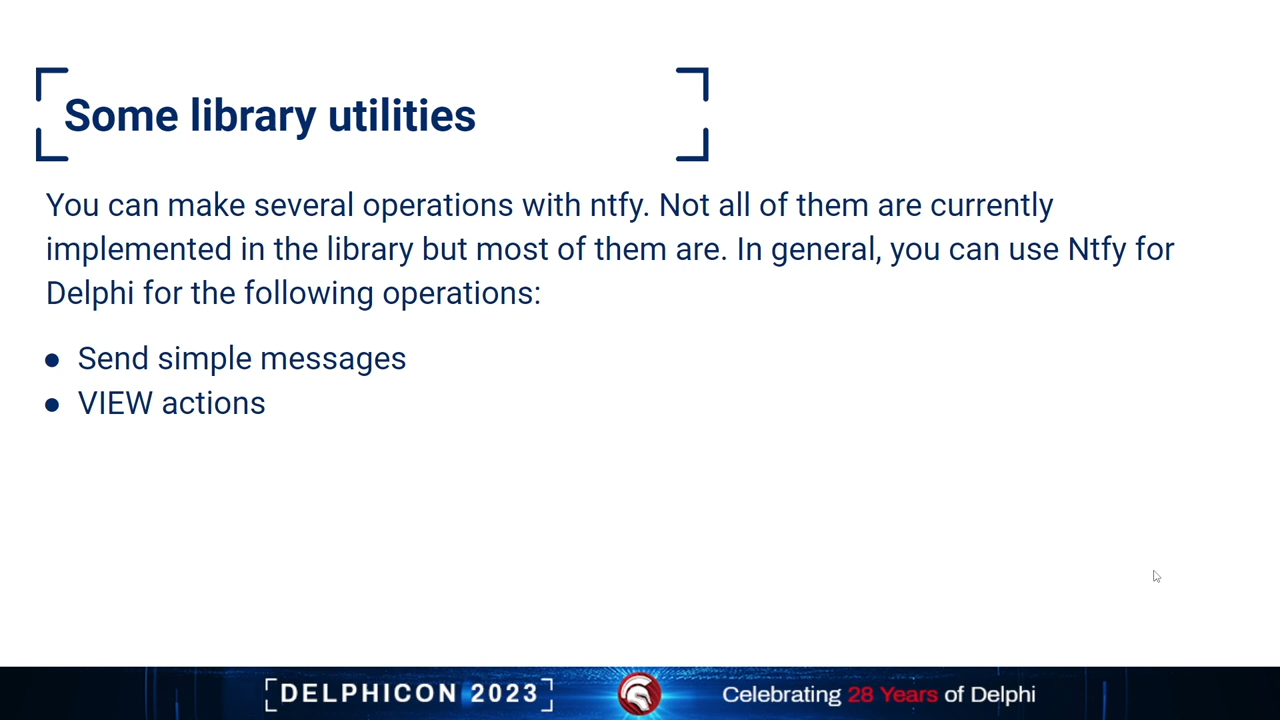 Some library utilities
You can make several operations with ntfy. Not all of them are currently
implemented in the library but most of them are. In general, you can use Ntfy for
Delphi for the following operations:
● Send simple messages
● VIEW actions
[DELPHICON 2023]
Celebrating 28 Years of Delphi